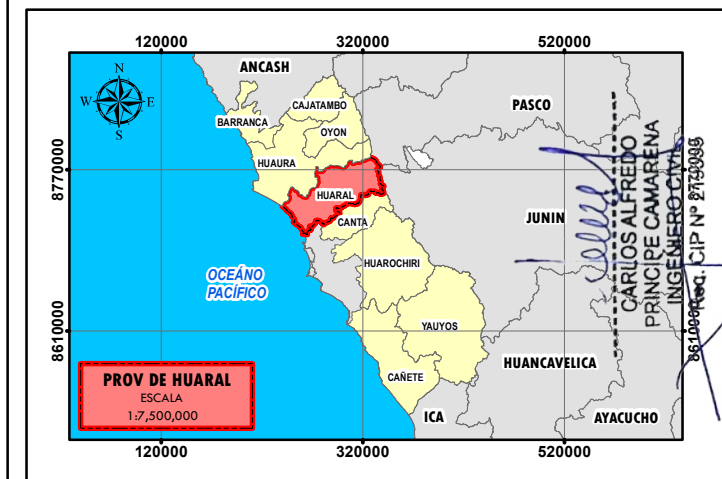 120000 320000 520000
ANCASH
N
W E
S
CAJATAMBO
PASCO
BARRANCA
OYON
HUAURA
8770000
8770000
HUARAL
CANTA
JUNIN
HUAROCHIRI
OCEÁNO
PACÍFICO
8610000
8610000
YAUYOS
HUANCAVELICA
CAÑETE
ICA
AYACUCHO
PROV DE HUARAL
ESCALA
1:7,500,000
120000 320000 520000
CARLOS ALFREDO
PRINCIPE CAMARENA
INGENIERO CIVIL
Reg. CIP N°